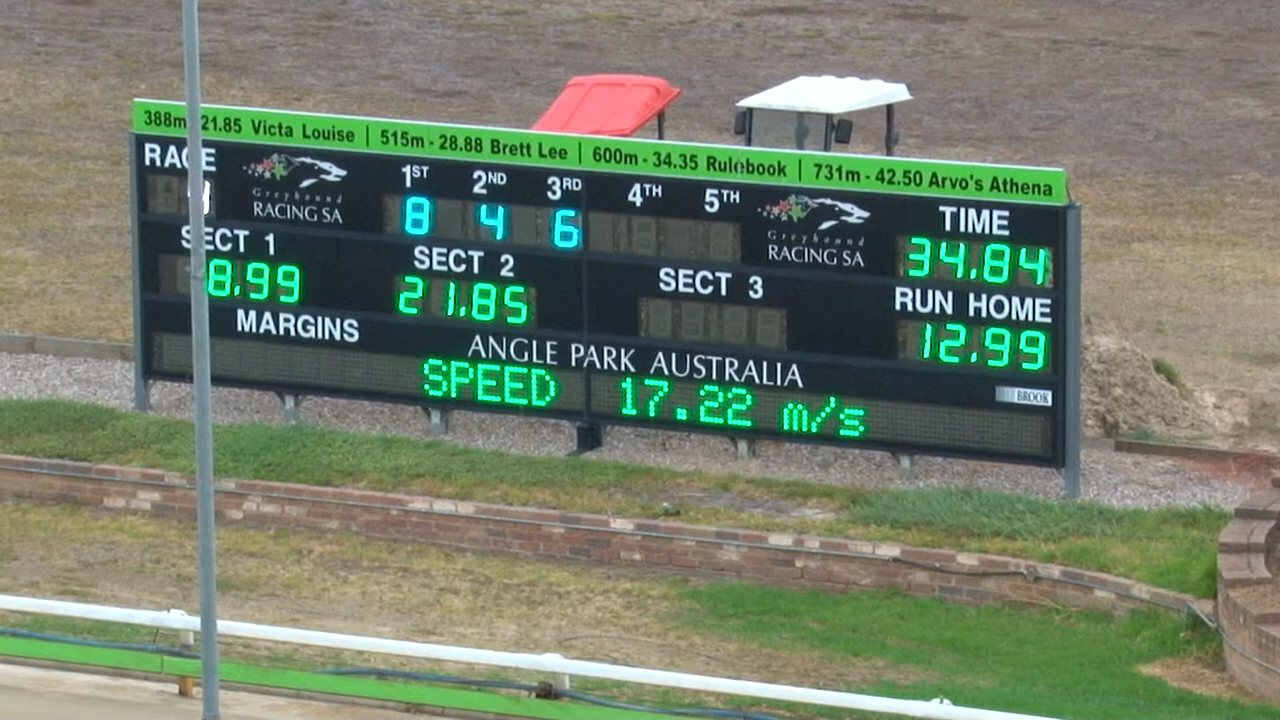 388m 21.85 Victa Louise | 515m - 28.88 Brett Lee | 600m - 34.35 Rulebook | 731m - 42.50 Arvo's Athena
RACE 1ST 2ND 3RD 4TH 5TH TIME
8 4 6 34.84
Greyhound
RACING SA
Greyhound
RACING SA
SECT 1 SECT 2 SECT 3 RUN HOME
8.99 21.85 12.99
MARGINS
ANGLE PARK AUSTRALIA
SPEED 17.22 m/s
BROOK